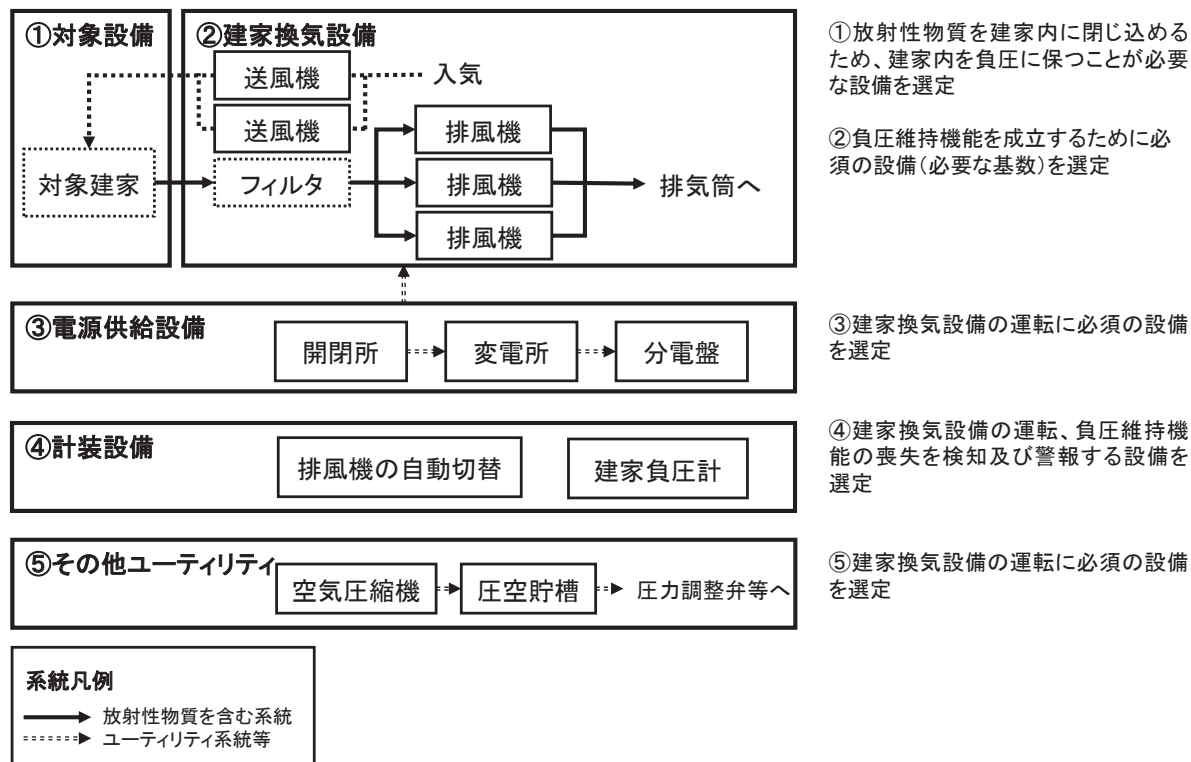 ①対象設備
②建家換気設備
送風機
入気
送風機
対象建家
フィルタ
排風機
排風機
排風機
排気筒へ
①放射性物質を建家内に閉じ込める
ため、建家内を負圧に保つことが必要
な設備を選定
②負圧維持機能を成立するために必
須の設備(必要な基数)を選定
③電源供給設備
開閉所
変電所
分電盤
③建家換気設備の運転に必須の設備
を選定
④計装設備
排風機の自動切替
建家負圧計
④建家換気設備の運転、負圧維持機
能の喪失を検知及び警報する設備を
選定
⑤その他ユーティリティ
空気圧縮機
圧空貯槽
圧力調整弁等へ
⑤建家換気設備の運転に必須の設備
を選定
系統凡例
放射性物質を含む系統
ユーティリティ系統等